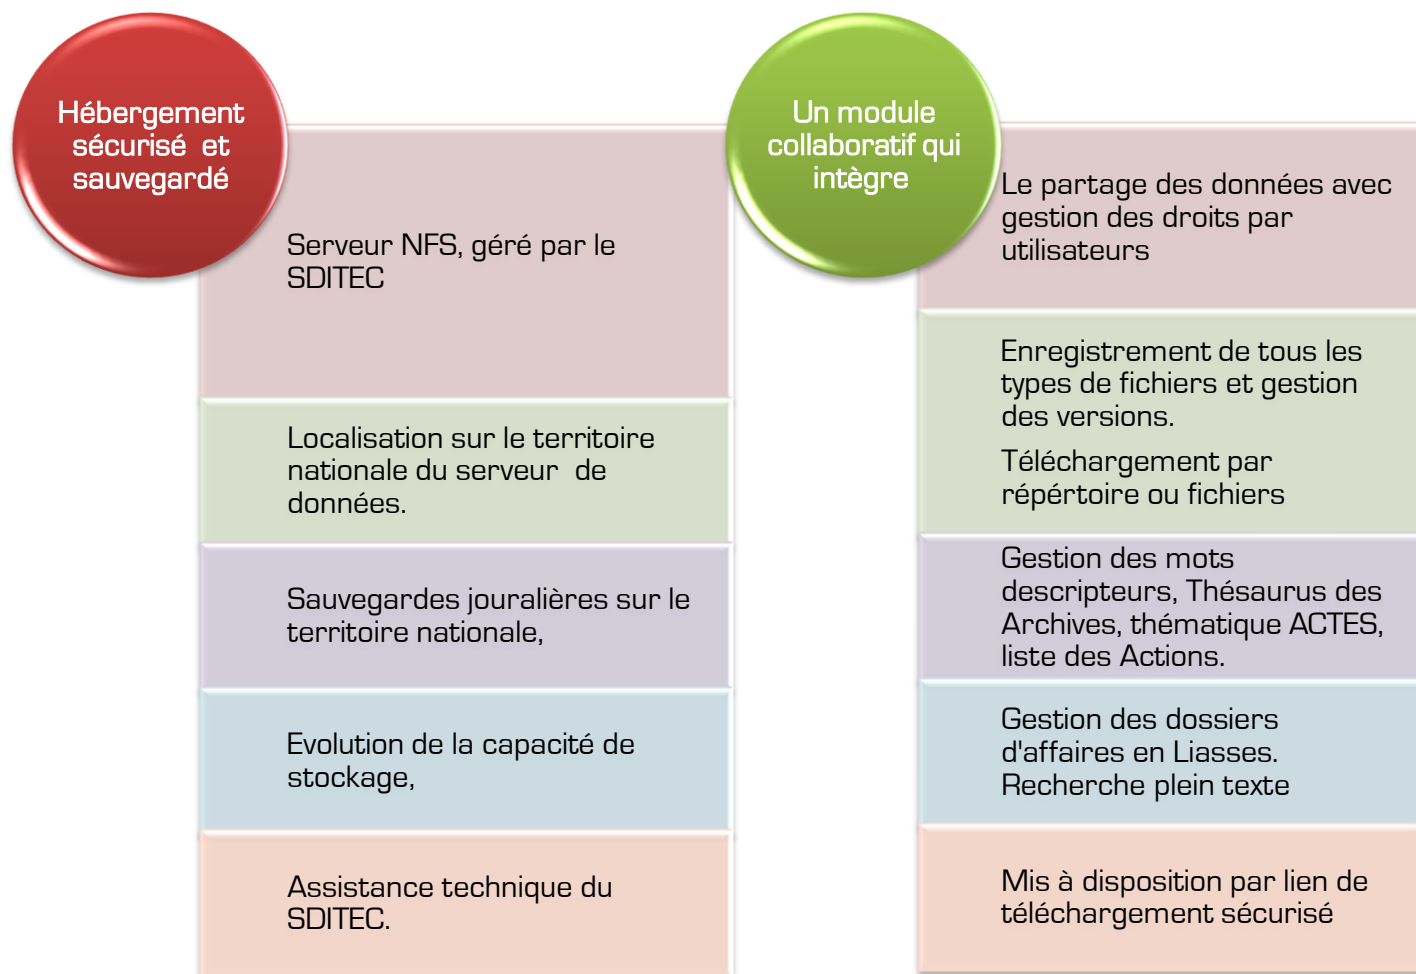 Hébergement
sécurisé et
sauvegardé
Serveur NFS, géré par le
SDITEC
Localisation sur le territoire
nationale du serveur de
données.
Sauvegardes jouralières sur le
territoire nationale,
Evolution de la capacité de
stockage,
Assistance technique du
SDITEC.
Un module
collaboratif qui
intègre
Le partage des données avec
gestion des droits par
utilisateurs
Enregistrement de tous les
types de fichiers et gestion
des versions.
Téléchargement par
répértoire ou fichiers
Gestion des mots
descripteurs, Thésaurus des
Archives, thématique ACTES,
liste des Actions.
Gestion des dossiers
d'affaires en Liasses.
Recherche plein texte
Mis à disposition par lien de
téléchargement sécurisé